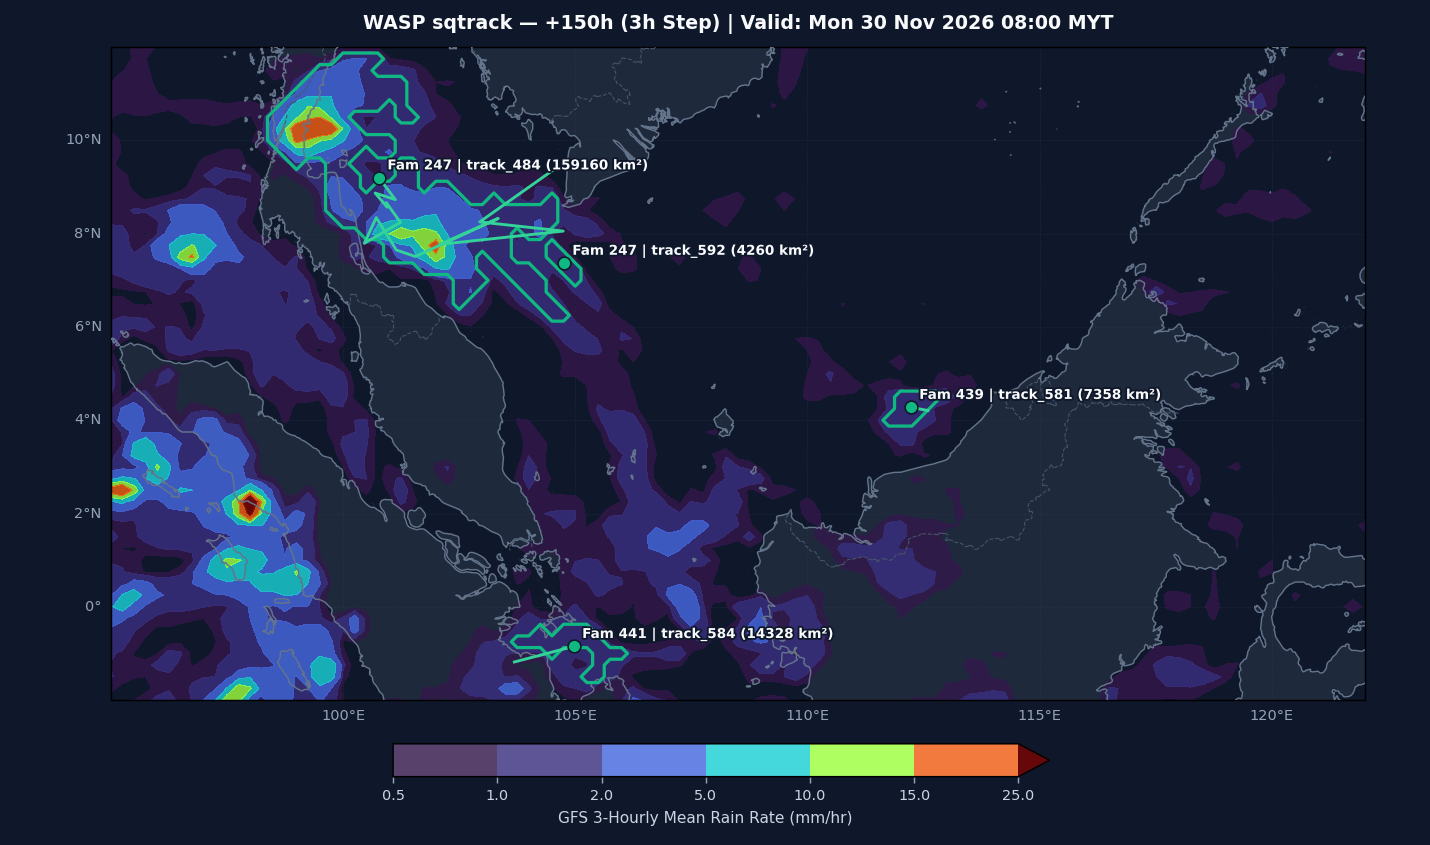 WASP sqtrack — +150h (3h Step) | Valid: Mon 30 Nov 2026 08:00 MYT
10°N
8°N
6°N
4°N
2°N
0°
Fam 247 | track_484 (159160 km²)
Fam 247 | track_592 (4260 km²)
Fam 439 | track_581 (7358 km²)
Fam 441 | track_584 (14328 km²)
100°E 105°E 110°E 115°E 120°E
0.5 1.0 2.0 5.0 10.0 15.0 25.0
GFS 3-Hourly Mean Rain Rate (mm/hr)